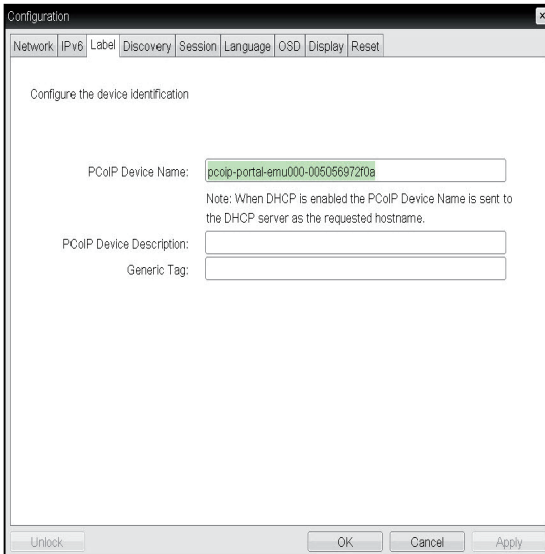 Configuration
Network IPv6 Label Discovery Session Language OSD Display Reset
Configure the device identification
PCoIP Device Name: pcoip-portal-emu000-005056972f0a
Note: When DHCP is enabled the PCoIP Device Name is sent to
the DHCP server as the requested hostname.
PCoIP Device Description:
Generic Tag:
Unlock OK Cancel Apply